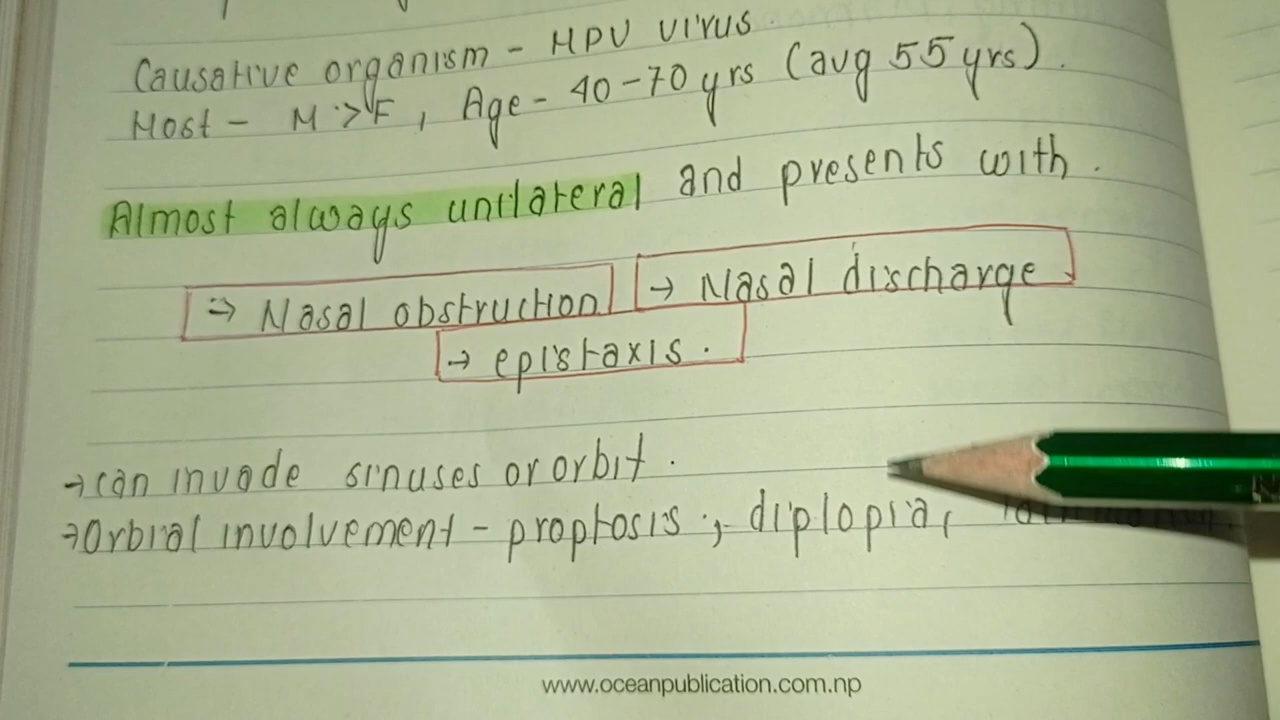 Causative organism - HPV virus.
Host - M > F, Age - 40-70 yrs (avg 55 yrs).
Almost always unilateral and presents with.
⇒ Nasal obstruction → Nasal discharge
→ epistaxis.
→ can invade sinuses or orbit.
→ Orbital involvement - proptosis ; diplopia,
www.oceanpublication.com.np